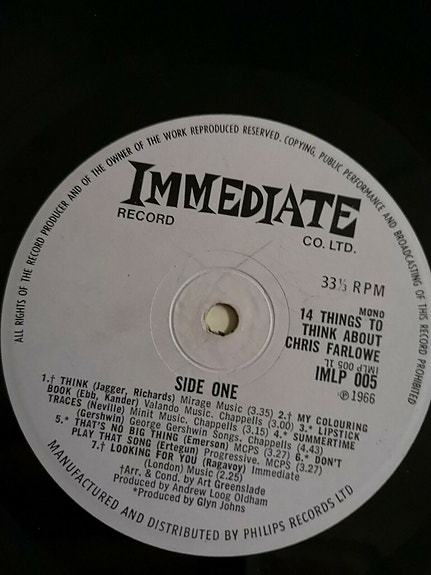 ALL RIGHTS OF THE RECORD PRODUCER AND OF THE OWNER OF THE WORK REPRODUCED RESERVED. COPYING, PUBLIC PERFORMANCE AND BROADCASTING OF THIS RECORD PROHIBITED
IMMEDIATE
RECORD
CO. LTD.
33⅓ RPM
MONO
14 THINGS TO
THINK ABOUT
CHRIS FARLOWE
IMLP 005 1L
IMLP 005
℗ 1966
SIDE ONE
1.† THINK (Jagger, Richards) Mirage Music (3.35) 2.† MY COLOURING
BOOK (Ebb, Kander) Valando Music. Chappells (3.00) 3.* LIPSTICK
TRACES (Neville) Minit Music. Chappells (3.15) 4.* SUMMERTIME
(Gershwin) George Gershwin Songs. Chappells (4.43)
5.* THAT'S NO BIG THING (Emerson) MCPS (3.27) 6.* DON'T
PLAY THAT SONG (Ertegun) Progressive. MCPS (3.27)
7.† LOOKING FOR YOU (Ragavoy) Immediate
(London) Music (2.25)
†Arr. & Cond. by Art Greenslade
Produced by Andrew Loog Oldham
*Produced by Glyn Johns
MANUFACTURED AND DISTRIBUTED BY PHILIPS RECORDS LTD